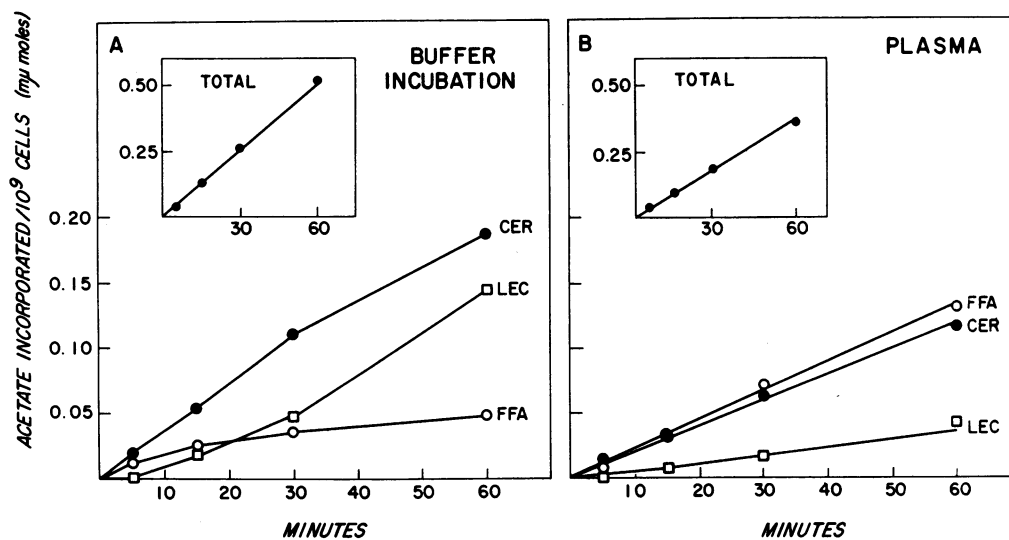 ACETATE INCORPORATED/10⁹ CELLS (mμ moles)
A
BUFFER
INCUBATION
TOTAL
0.50
0.25
30
60
0.20
0.15
0.10
0.05
CER
LEC
FFA
10
20
30
40
50
60
MINUTES
B
PLASMA
TOTAL
0.50
0.25
30
60
FFA
CER
LEC
10
20
30
40
50
60
MINUTES